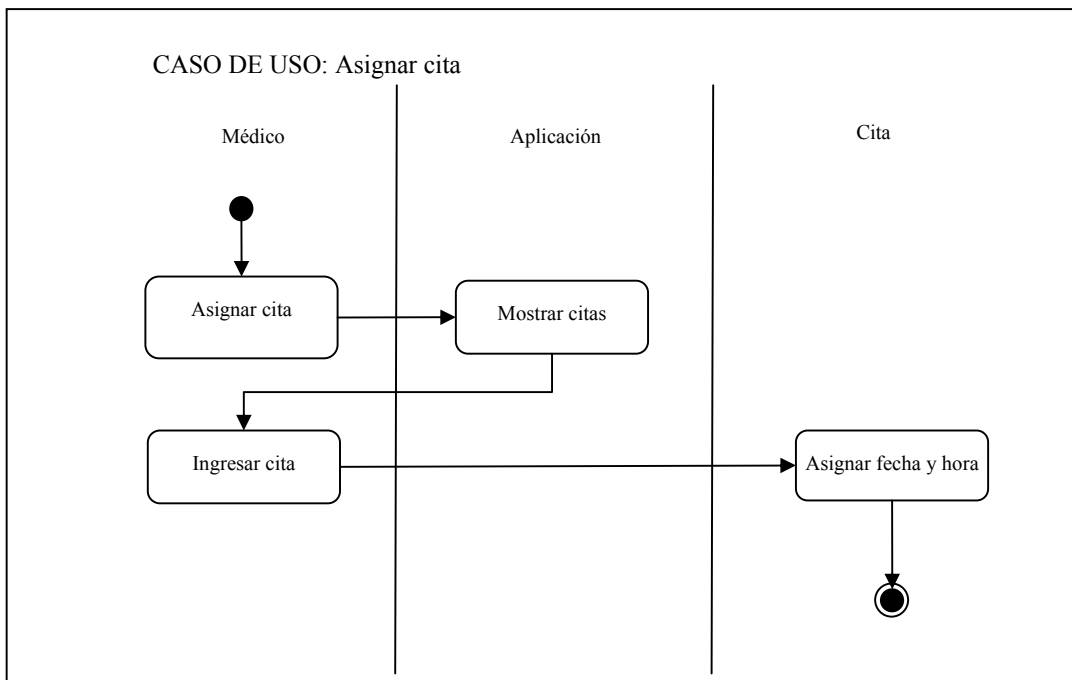 CASO DE USO: Asignar cita
Médico
Aplicación
Cita
Asignar cita
Mostrar citas
Ingresar cita
Asignar fecha y hora